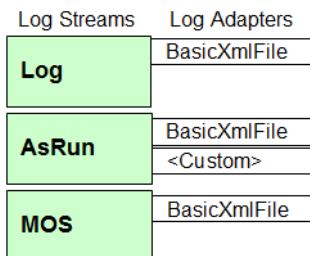 Log Streams Log Adapters
Log BasicXmlFile
AsRun BasicXmlFile
<Custom>
MOS BasicXmlFile